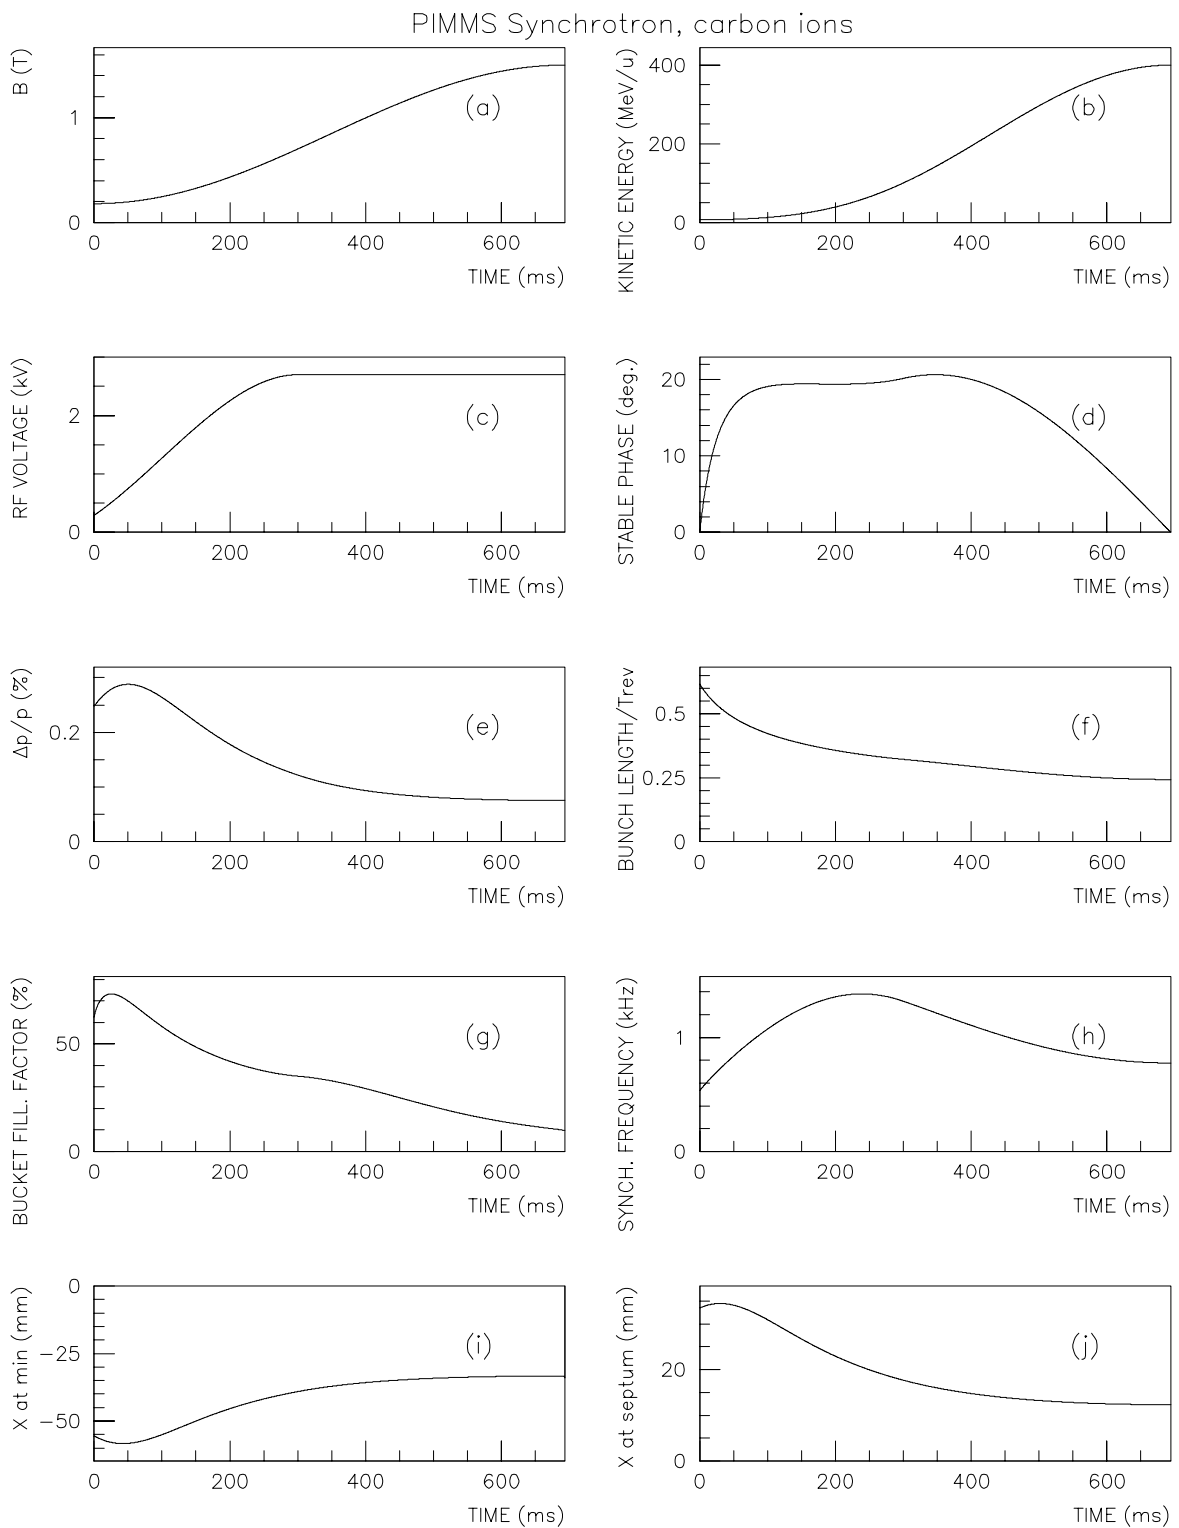 PIMMS Synchrotron, carbon ions
B (T)
1
0
(a)
0 200 400 600
TIME (ms)
KINETIC ENERGY (MeV/u)
400
200
0
(b)
0 200 400 600
TIME (ms)
RF VOLTAGE (kV)
2
0
(c)
0 200 400 600
TIME (ms)
STABLE PHASE (deg.)
20
10
0
(d)
0 200 400 600
TIME (ms)
Δp/p (%)
0.2
0
(e)
0 200 400 600
TIME (ms)
BUNCH LENGTH/Trev
0.5
0.25
0
(f)
0 200 400 600
TIME (ms)
BUCKET FILL. FACTOR (%)
50
0
(g)
0 200 400 600
TIME (ms)
SYNCH. FREQUENCY (kHz)
1
0
(h)
0 200 400 600
TIME (ms)
X at min (mm)
0
−25
−50
(i)
0 200 400 600
TIME (ms)
X at septum (mm)
20
0
(j)
0 200 400 600
TIME (ms)